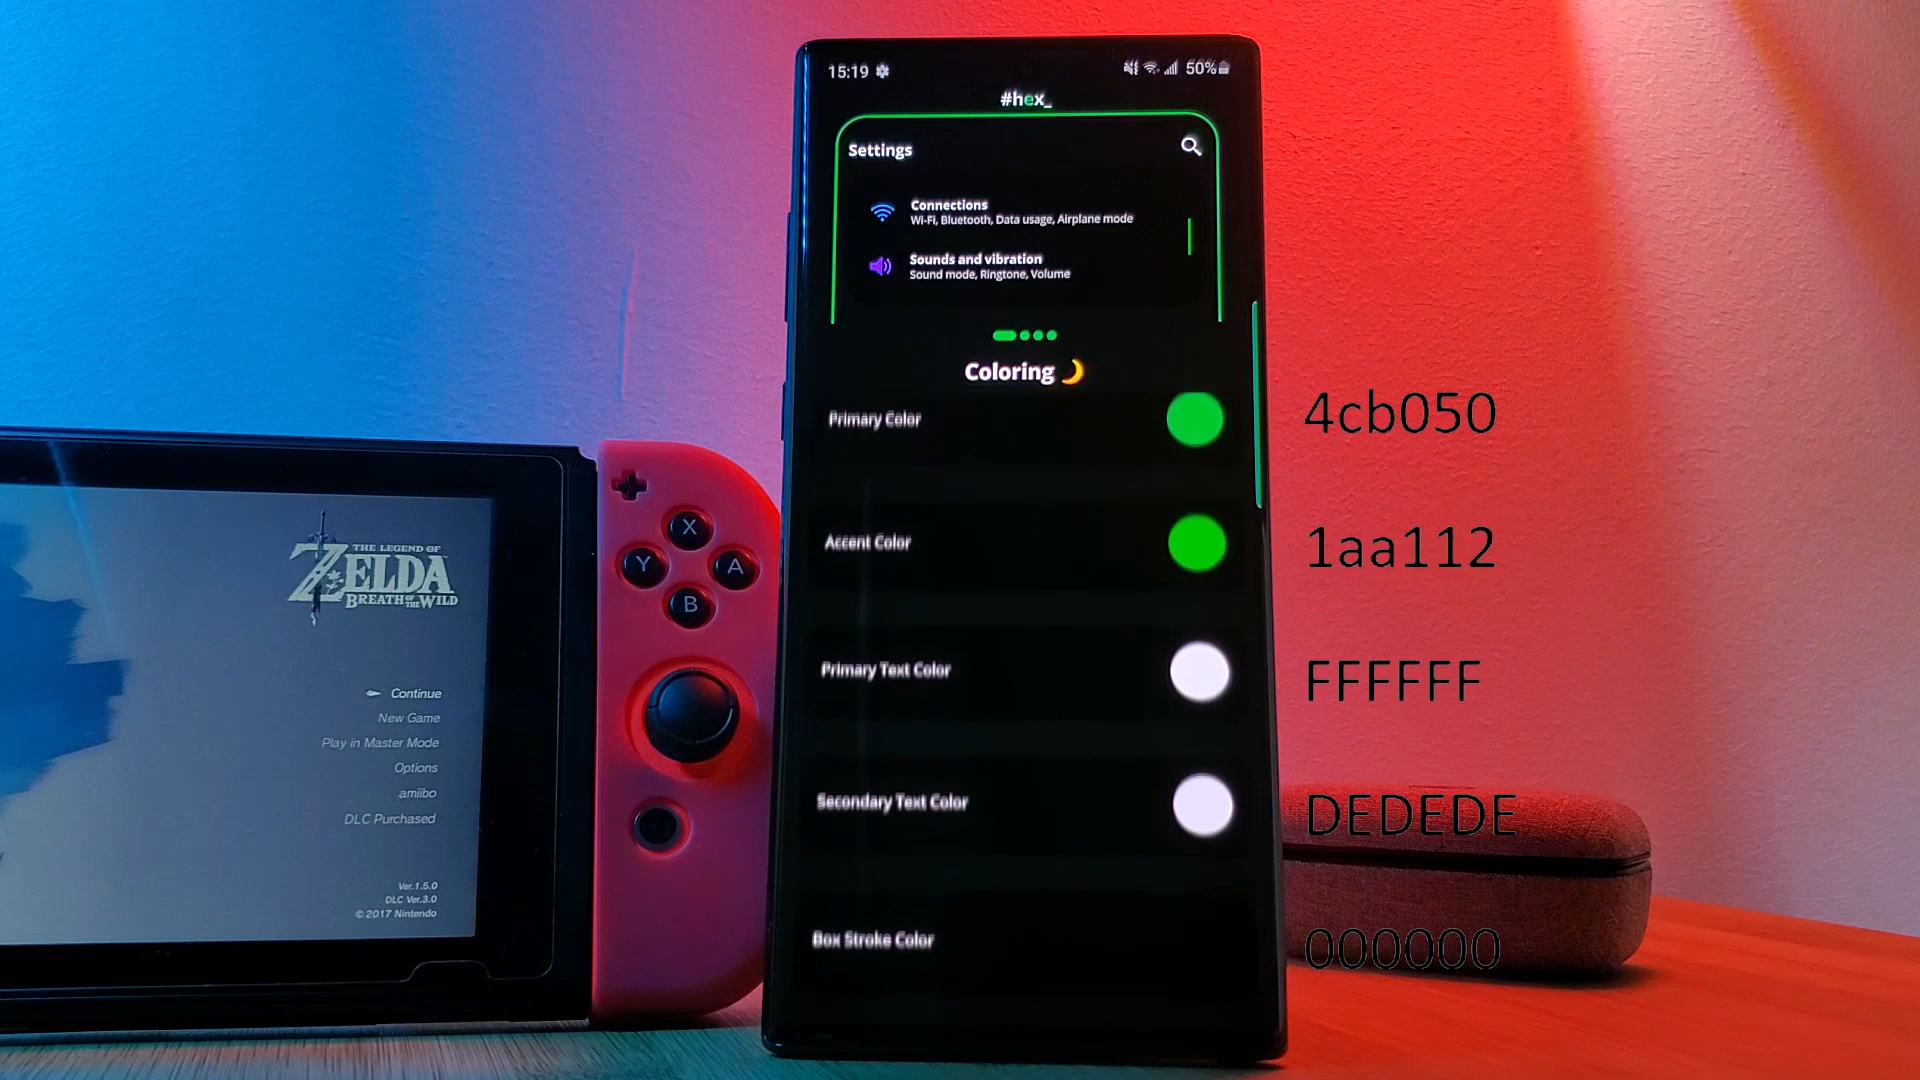 15:19
50%
#hex_
Settings
Connections
Wi-Fi, Bluetooth, Data usage, Airplane mode
Sounds and vibration
Sound mode, Ringtone, Volume
Coloring
Primary Color
4cb050
Accent Color
1aa112
Primary Text Color
FFFFFF
Secondary Text Color
DEDEDE
Box Stroke Color
000000
THE LEGEND OF
ZELDA
BREATH OF THE WILD
Continue
New Game
Play in Master Mode
Options
amiibo
DLC Purchased
Ver.1.5.0
DLC Ver.3.0
© 2017 Nintendo
X
Y
A
B